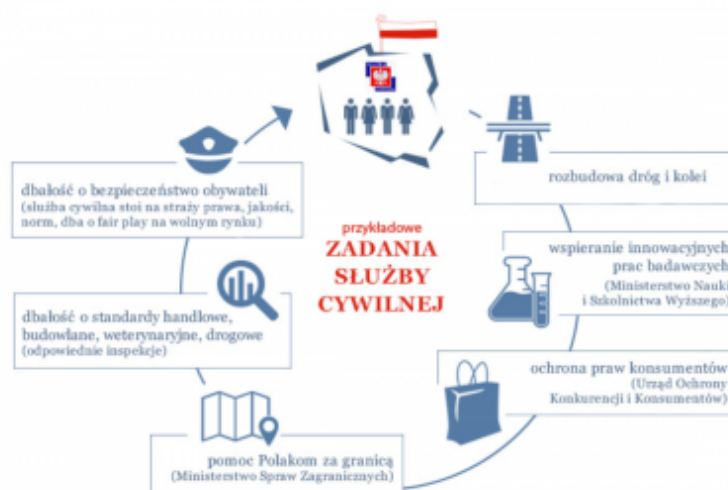 przykładowe
ZADANIA
SŁUŻBY
CYWILNEJ
rozbudowa dróg i kolei
wspieranie innowacyjnych
prac badawczych
(Ministerstwo Nauki
i Szkolnictwa Wyższego)
ochrona praw konsumentów
(Urząd Ochrony
Konkurencji i Konsumentów)
pomoc Polakom za granicą
(Ministerstwo Spraw Zagranicznych)
dbałość o standardy handlowe,
budowlane, weterynaryjne, drogowe
(odpowiednie inspekcje)
dbałość o bezpieczeństwo obywateli
(służba cywilna stoi na straży prawa, jakości,
norm, dba o fair play na wolnym rynku)